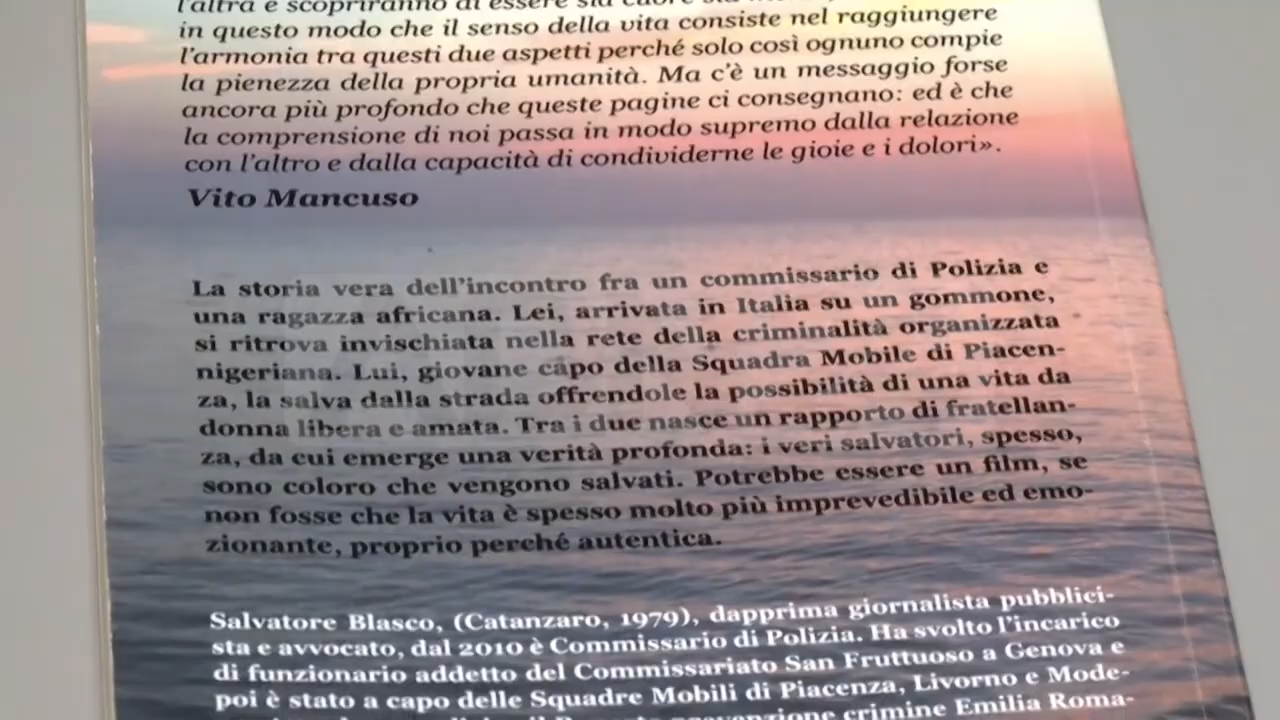 l'altra e scopriranno di essere sia
in questo modo che il senso della vita consiste nel raggiungere
l'armonia tra questi due aspetti perché solo così ognuno compie
la pienezza della propria umanità. Ma c'è un messaggio forse
ancora più profondo che queste pagine ci consegnano: ed è che
la comprensione di noi passa in modo supremo dalla relazione
con l'altro e dalla capacità di condividerne le gioie e i dolori».
Vito Mancuso
La storia vera dell'incontro fra un commissario di Polizia e
una ragazza africana. Lei, arrivata in Italia su un gommone,
si ritrova invischiata nella rete della criminalità organizzata
nigeriana. Lui, giovane capo della Squadra Mobile di Piacen-
za, la salva dalla strada offrendole la possibilità di una vita da
donna libera e amata. Tra i due nasce un rapporto di fratellan-
za, da cui emerge una verità profonda: i veri salvatori, spesso,
sono coloro che vengono salvati. Potrebbe essere un film, se
non fosse che la vita è spesso molto più imprevedibile ed emo-
zionante, proprio perché autentica.
Salvatore Blasco, (Catanzaro, 1979), dapprima giornalista pubblici-
sta e avvocato, dal 2010 è Commissario di Polizia. Ha svolto l'incarico
di funzionario addetto del Commissariato San Fruttuoso a Genova e
poi è stato a capo delle Squadre Mobili di Piacenza, Livorno e Mode-
prevenzione crimine Emilia Roma-